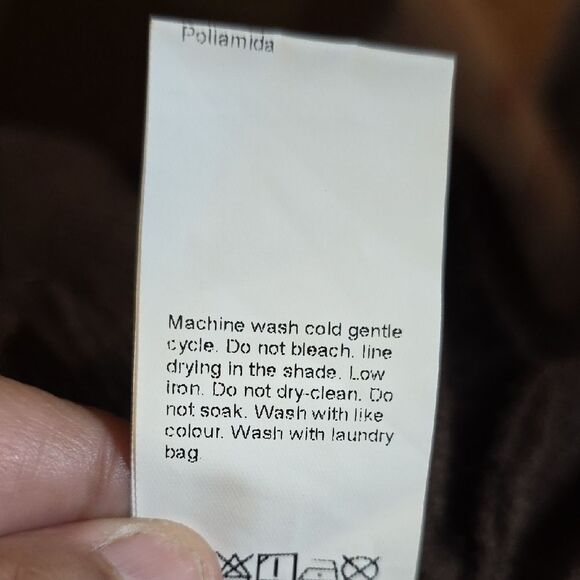 Poliamida
Machine wash cold gentle
cycle. Do not bleach. line
drying in the shade. Low
iron. Do not dry-clean. Do
not soak. Wash with like
colour. Wash with laundry
bag.